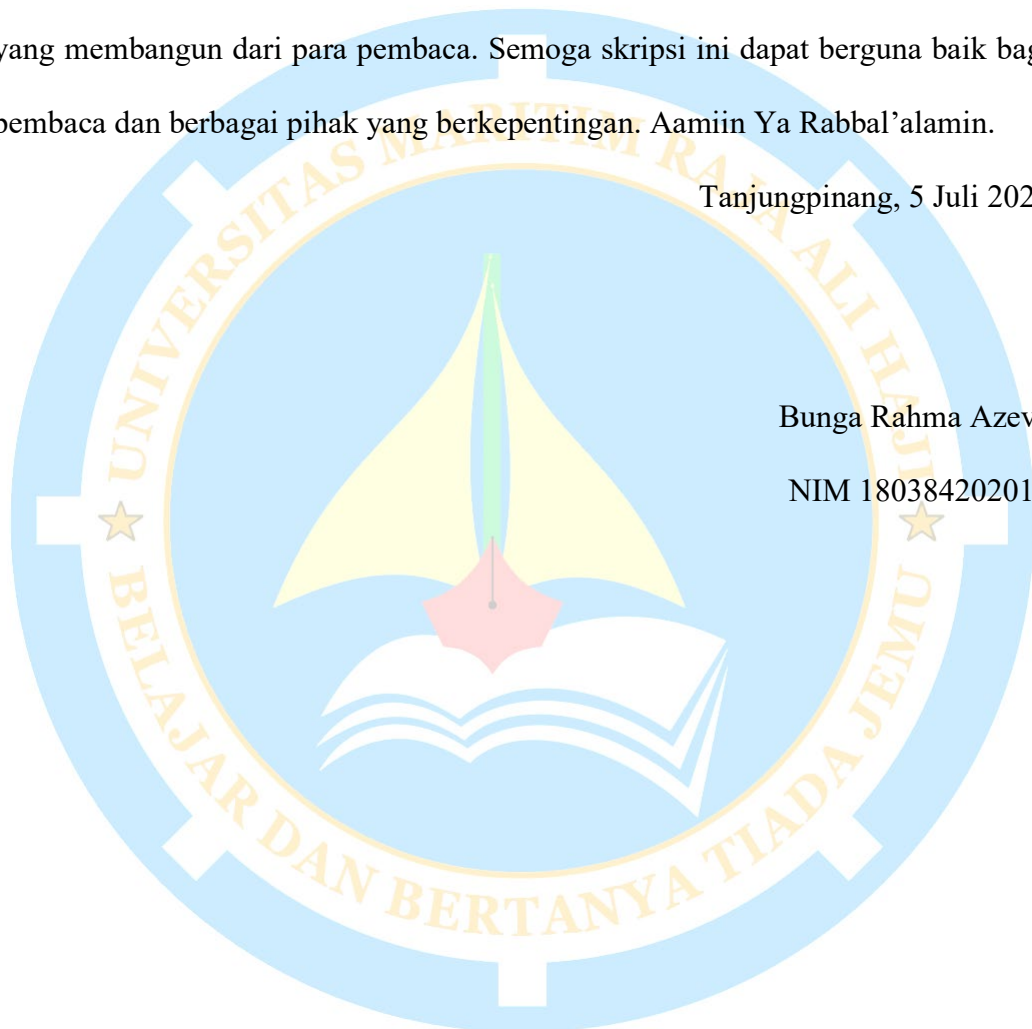 yang membangun dari para pembaca. Semoga skripsi ini dapat berguna baik bag
pembaca dan berbagai pihak yang berkepentingan. Aamiin Ya Rabbal’alamin.
Tanjungpinang, 5 Juli 202
Bunga Rahma Azev
NIM 18038420201
UNIVERSITAS MARITIM RAJA ALI HAJI
BELAJAR DAN BERTANYA TIADA JEMU